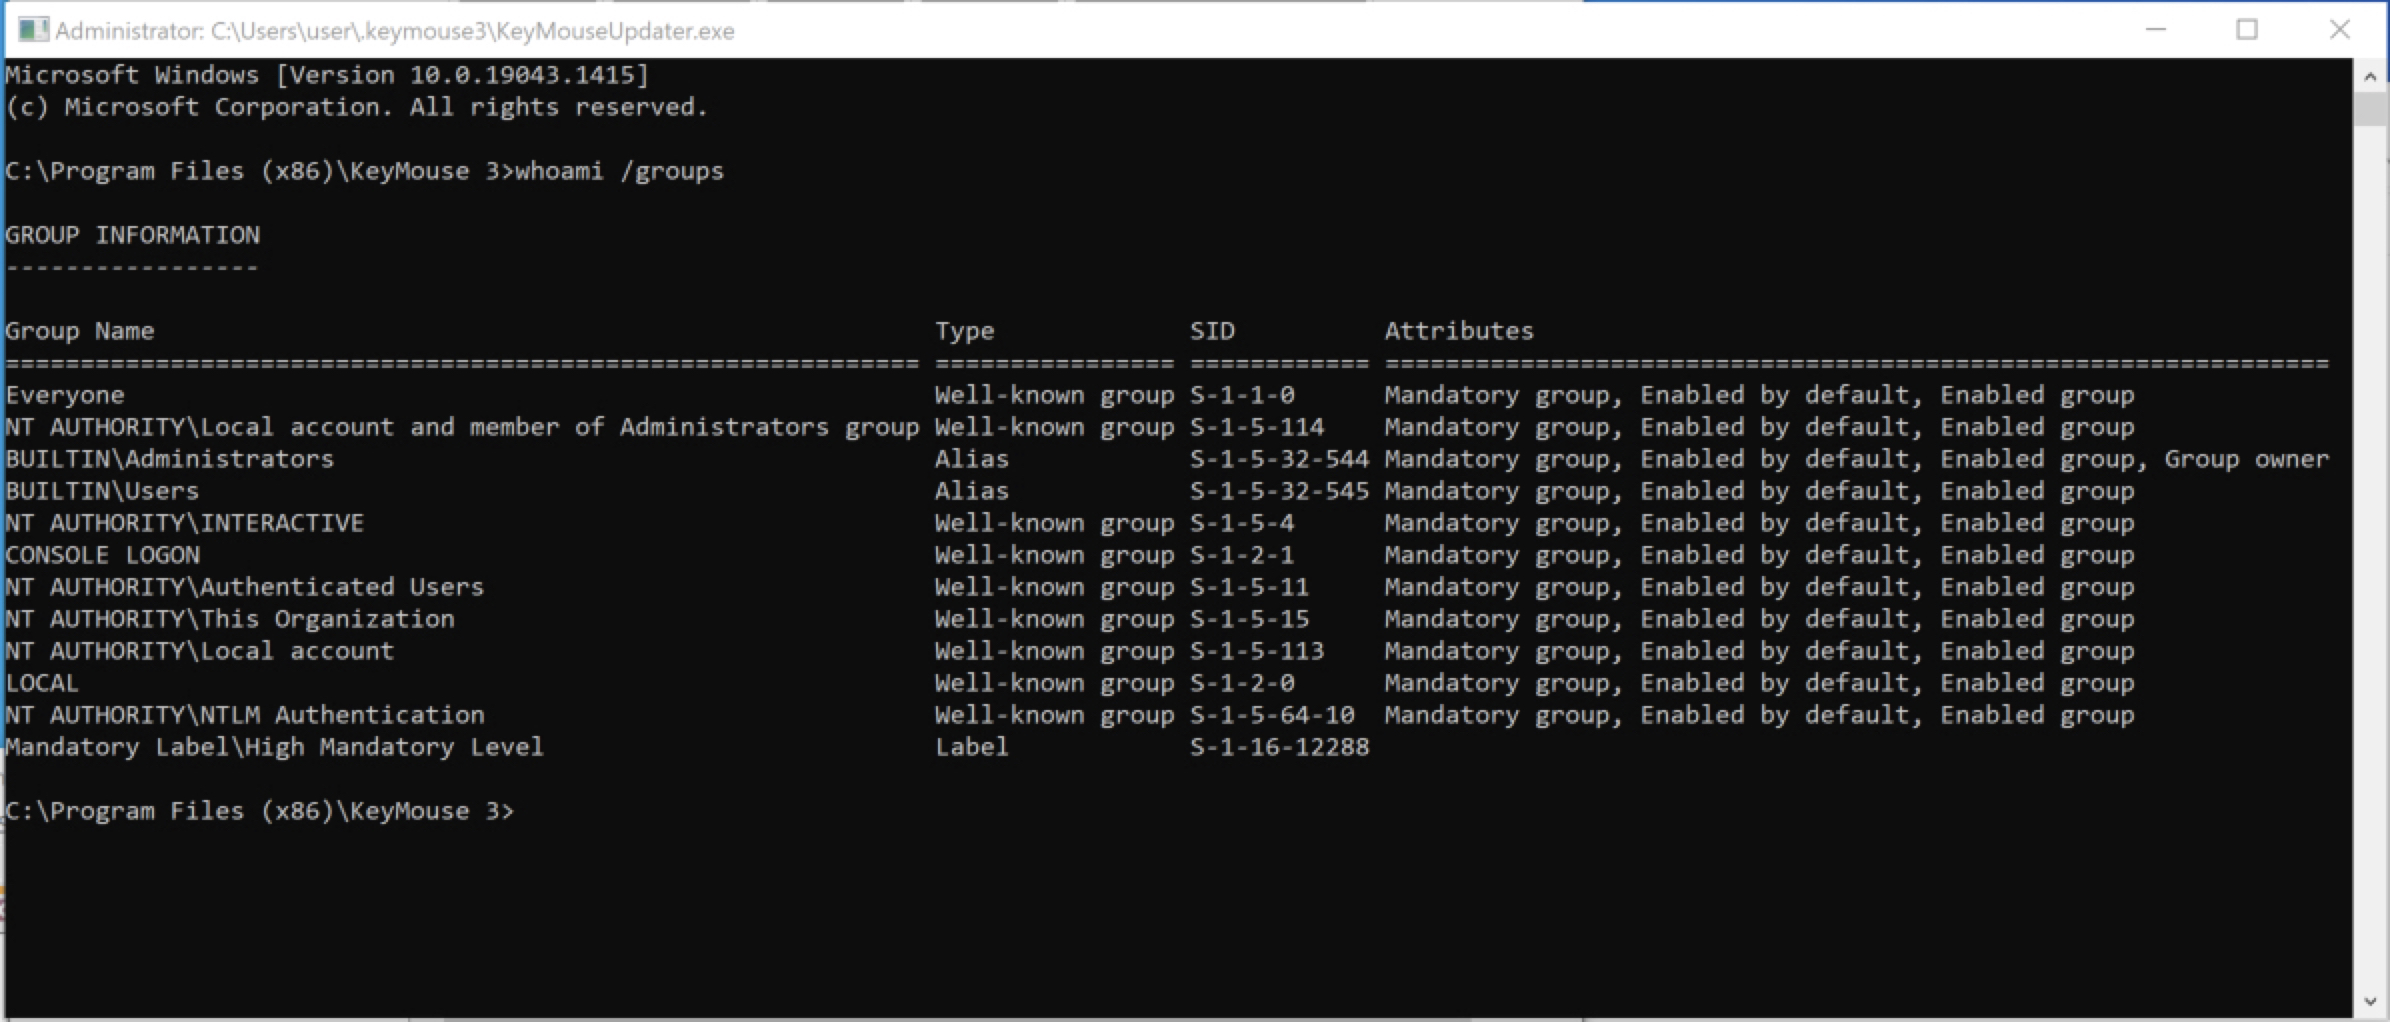 Administrator: C:\Users\user\.keymouse3\KeyMouseUpdater.exe
Microsoft Windows [Version 10.0.19043.1415]
(c) Microsoft Corporation. All rights reserved.
C:\Program Files (x86)\KeyMouse 3>whoami /groups
GROUP INFORMATION
-----------------
Group Name Type SID Attributes
============================================================= ================ ============ ===============================================================
Everyone Well-known group S-1-1-0 Mandatory group, Enabled by default, Enabled group
NT AUTHORITY\Local account and member of Administrators group Well-known group S-1-5-114 Mandatory group, Enabled by default, Enabled group
BUILTIN\Administrators Alias S-1-5-32-544 Mandatory group, Enabled by default, Enabled group, Group owner
BUILTIN\Users Alias S-1-5-32-545 Mandatory group, Enabled by default, Enabled group
NT AUTHORITY\INTERACTIVE Well-known group S-1-5-4 Mandatory group, Enabled by default, Enabled group
CONSOLE LOGON Well-known group S-1-2-1 Mandatory group, Enabled by default, Enabled group
NT AUTHORITY\Authenticated Users Well-known group S-1-5-11 Mandatory group, Enabled by default, Enabled group
NT AUTHORITY\This Organization Well-known group S-1-5-15 Mandatory group, Enabled by default, Enabled group
NT AUTHORITY\Local account Well-known group S-1-5-113 Mandatory group, Enabled by default, Enabled group
LOCAL Well-known group S-1-2-0 Mandatory group, Enabled by default, Enabled group
NT AUTHORITY\NTLM Authentication Well-known group S-1-5-64-10 Mandatory group, Enabled by default, Enabled group
Mandatory Label\High Mandatory Level Label S-1-16-12288
C:\Program Files (x86)\KeyMouse 3>